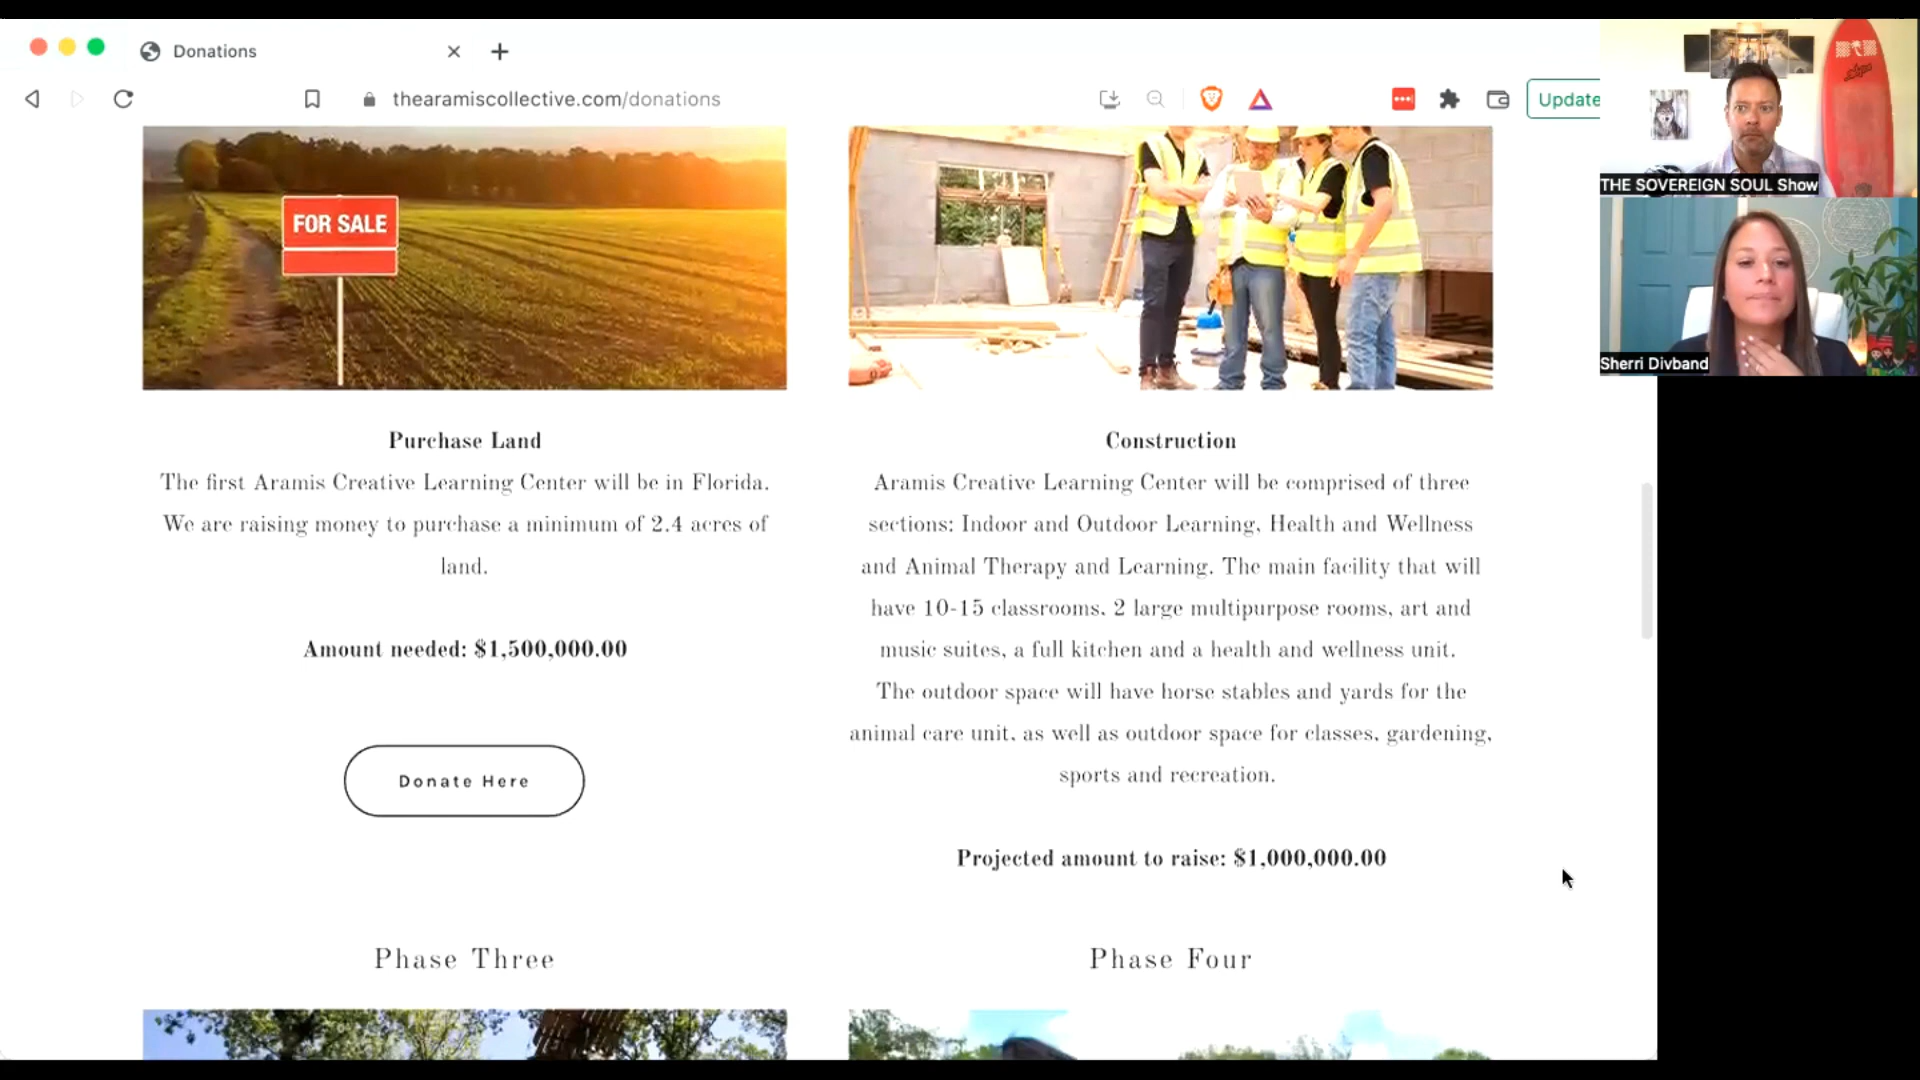 Donations
thearamiscollective.com/donations
Update
FOR SALE
THE SOVEREIGN SOUL Show
Sherri Divband
Purchase Land
The first Aramis Creative Learning Center will be in Florida.
We are raising money to purchase a minimum of 2.4 acres of
land.
Amount needed: $1,500,000.00
Donate Here
Construction
Aramis Creative Learning Center will be comprised of three
sections: Indoor and Outdoor Learning, Health and Wellness
and Animal Therapy and Learning. The main facility that will
have 10-15 classrooms, 2 large multipurpose rooms, art and
music suites, a full kitchen and a health and wellness unit.
The outdoor space will have horse stables and yards for the
animal care unit, as well as outdoor space for classes, gardening,
sports and recreation.
Projected amount to raise: $1,000,000.00
Phase Three
Phase Four